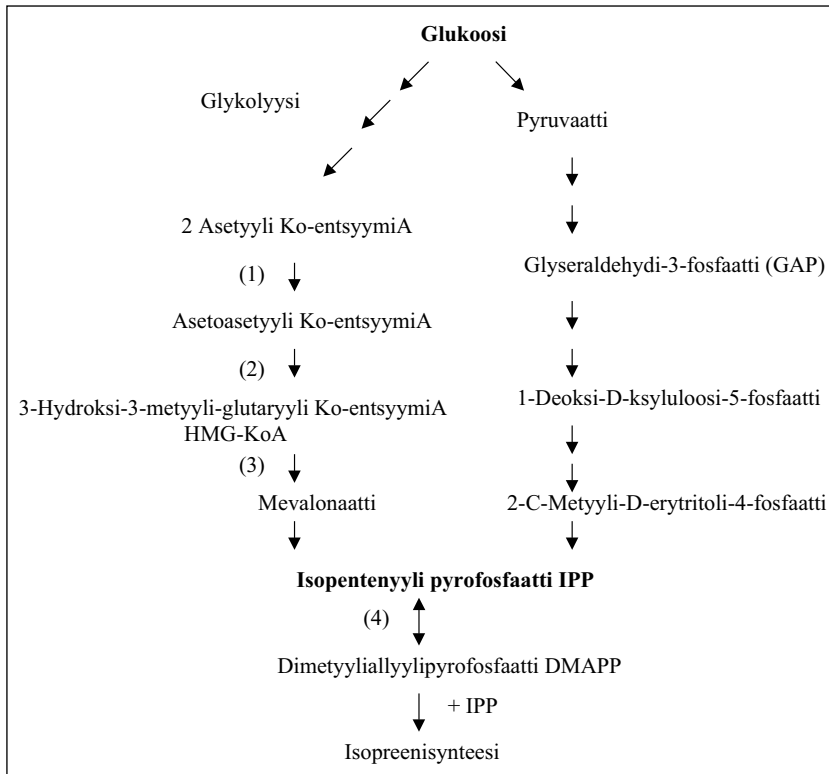 Glukoosi
Glykolyysi
Pyruvaatti
2 Asetyyli Ko-entsyymiA
(1)
Glyseraldehydi-3-fosfaatti (GAP)
Asetoasetyyli Ko-entsyymiA
(2)
1-Deoksi-D-ksyluloosi-5-fosfaatti
3-Hydroksi-3-metyyli-glutaryyli Ko-entsyymiA
HMG-KoA
(3)
Mevalonaatti
2-C-Metyyli-D-erytritoli-4-fosfaatti
Isopentenyyli pyrofosfaatti IPP
(4)
Dimetyyliallyylipyrofosfaatti DMAPP
+ IPP
Isopreenisynteesi